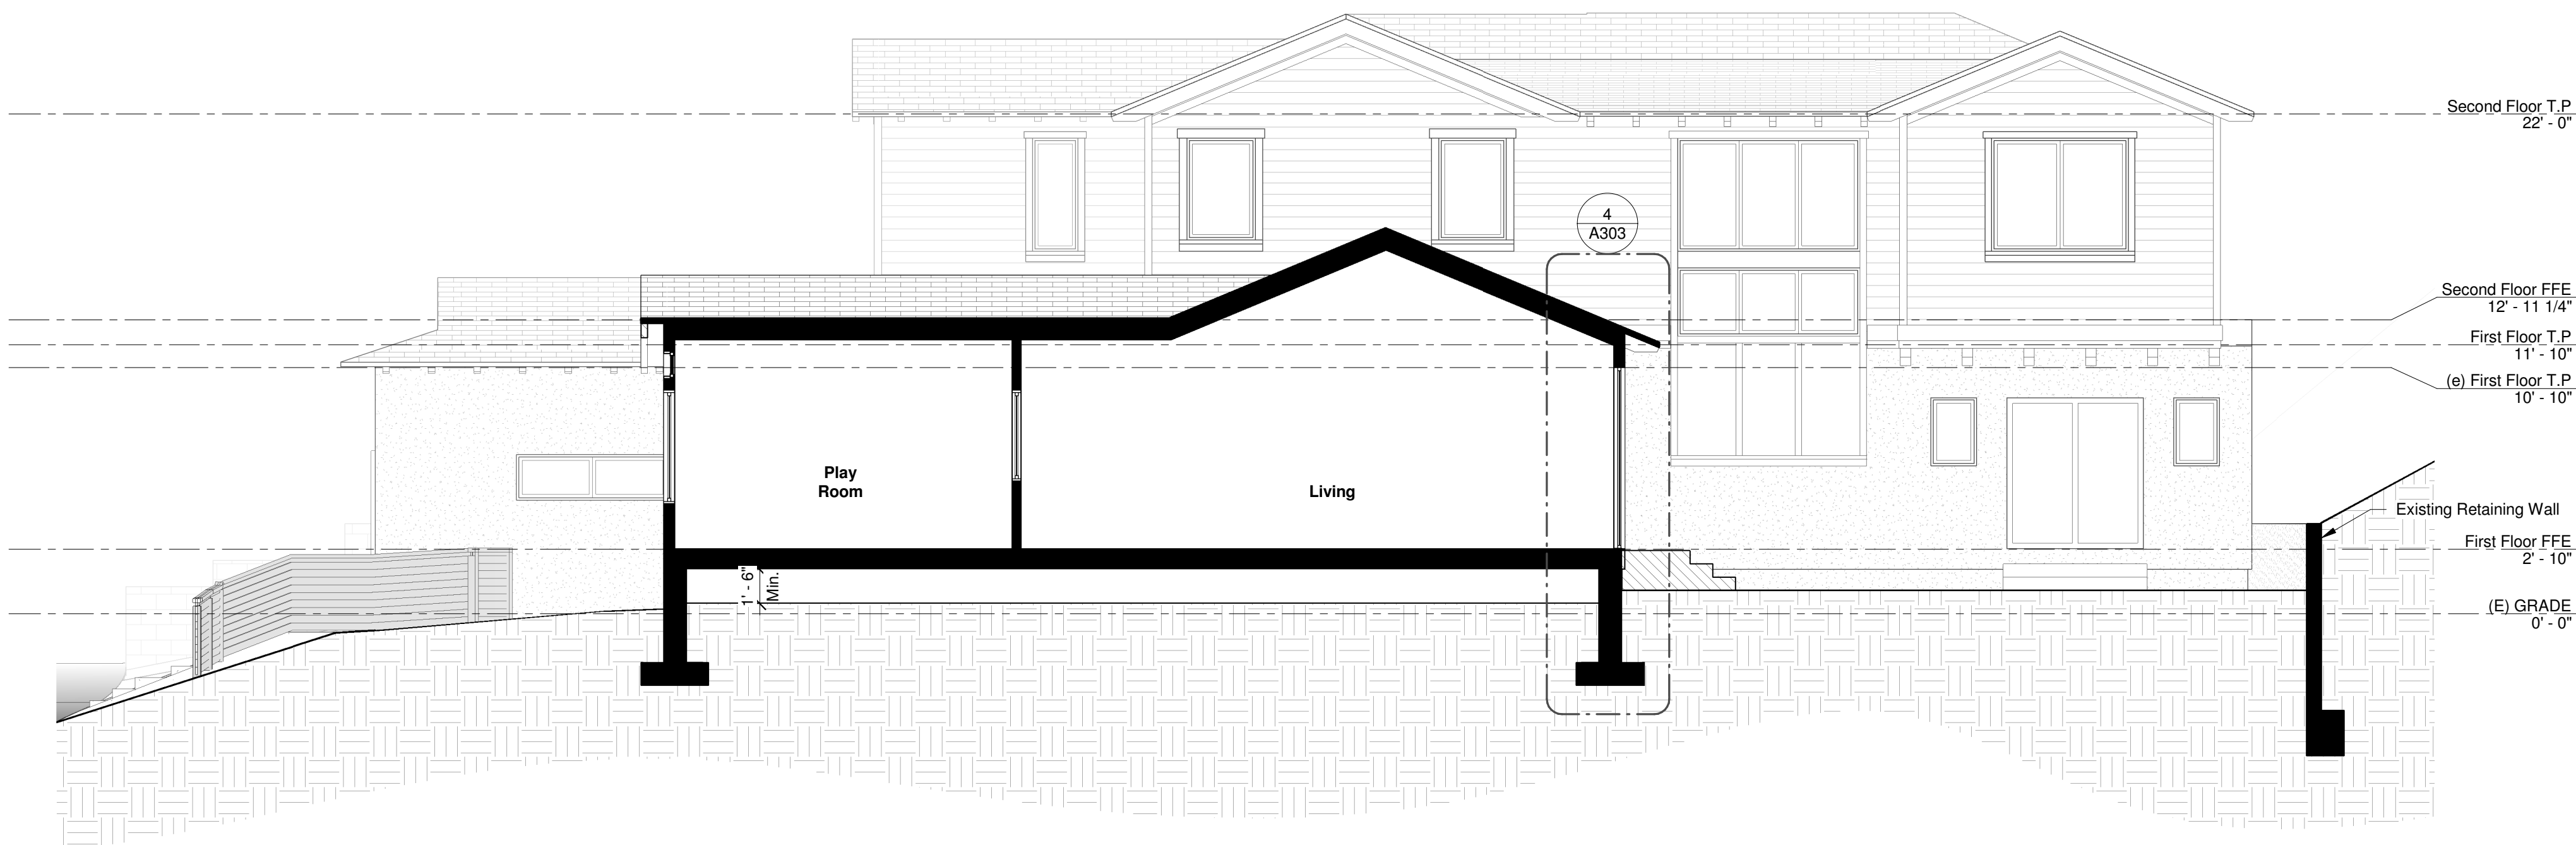 Second Floor T.P
22' - 0"
4
A303
Second Floor FFE
12' - 11 1/4"
First Floor T.P
11' - 10"
(e) First Floor T.P
10' - 10"
Play
Room
Living
Existing Retaining Wall
First Floor FFE
2' - 10"
1' - 6"
Min.
(E) GRADE
0' - 0"